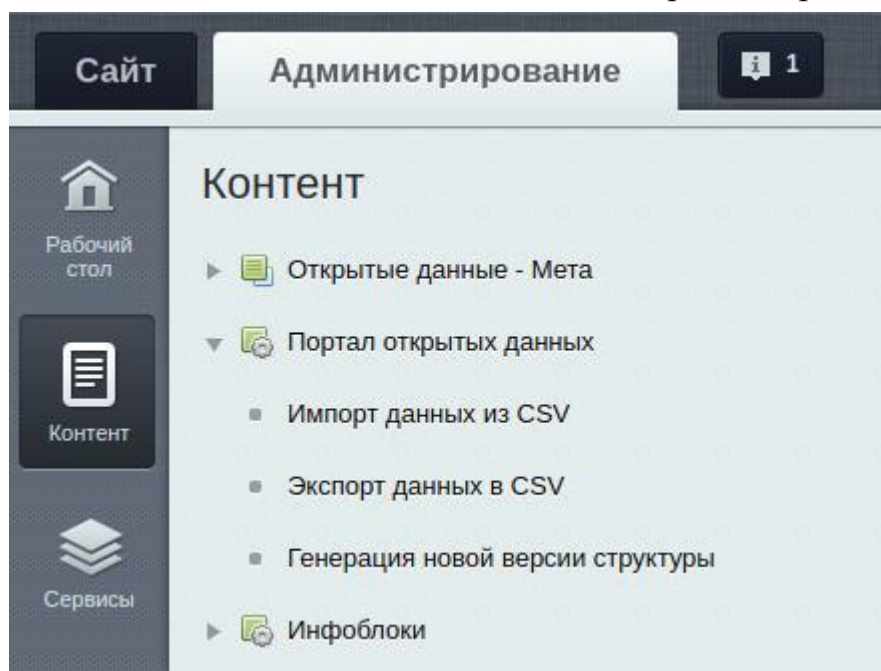 Сайт
Администрирование
1
Контент
Рабочий
стол
Открытые данные - Мета
Портал открытых данных
Импорт данных из CSV
Контент
Экспорт данных в CSV
Генерация новой версии структуры
Сервисы
Инфоблоки